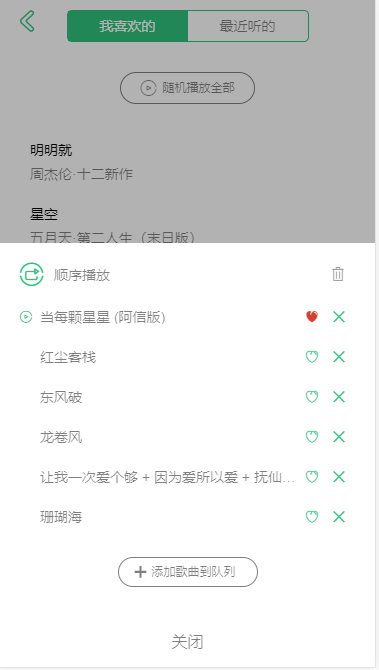 我喜欢的
最近听的
随机播放全部
明明就
周杰伦·十二新作
星空
五月天·第二人生（末日版）
顺序播放
当每颗星星 (阿信版)
红尘客栈
东风破
龙卷风
让我一次爱个够 + 因为爱所以爱 + 抚仙...
珊瑚海
添加歌曲到队列
关闭